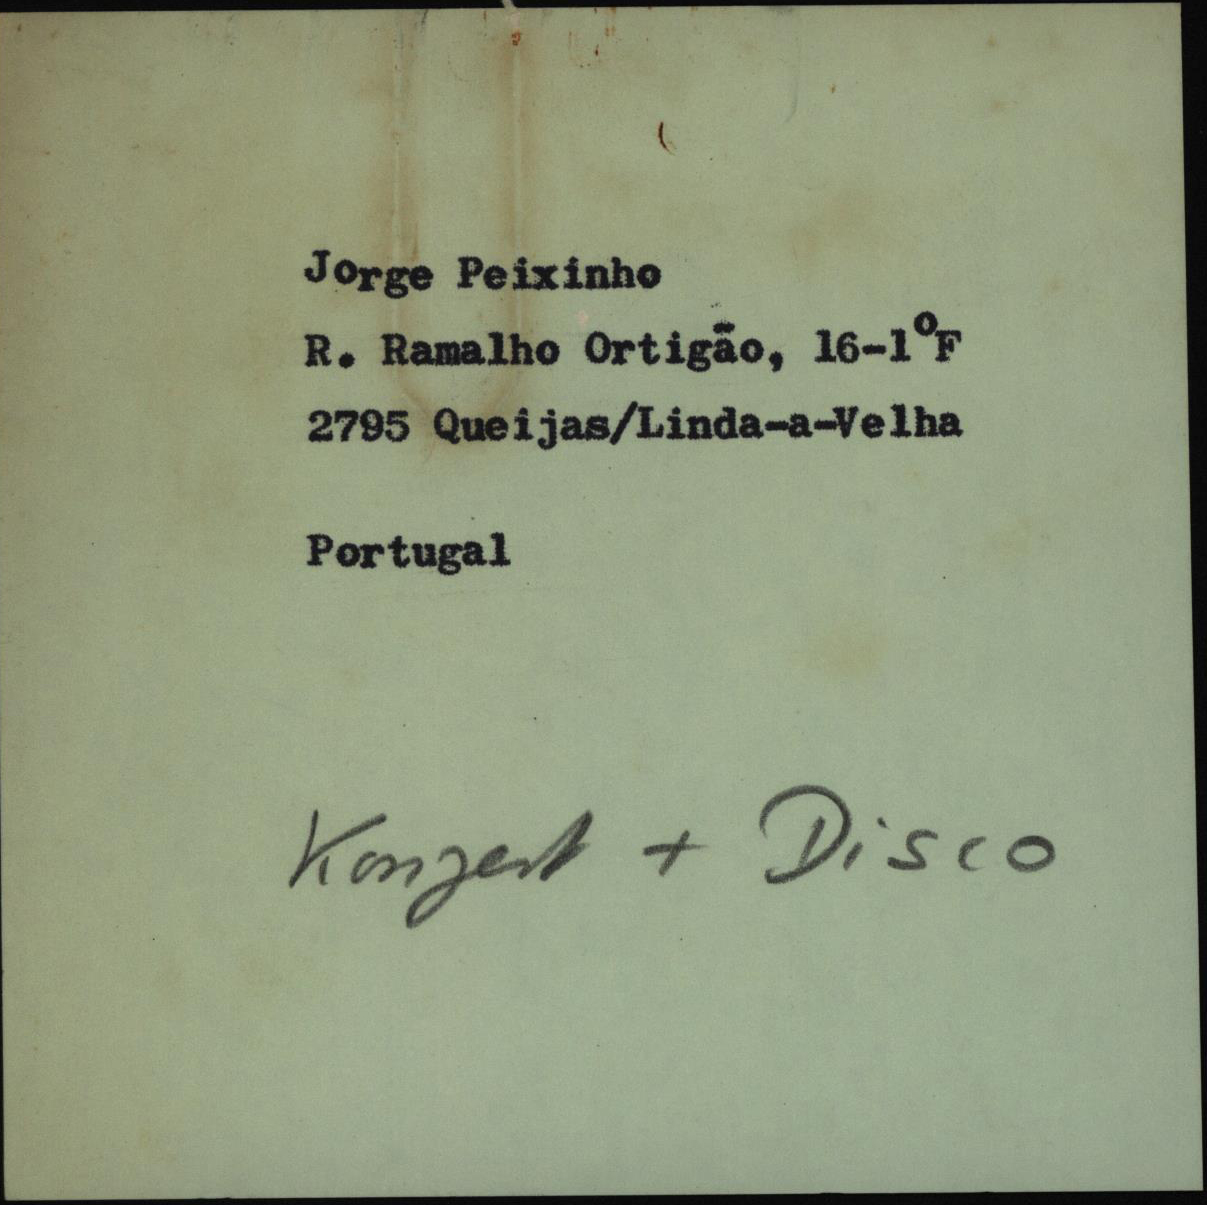 Jorge Peixinho
R. Ramalho Ortigão, 16-1ºF
2795 Queijas/Linda-a-Velha
Portugal
Konzert + Disco